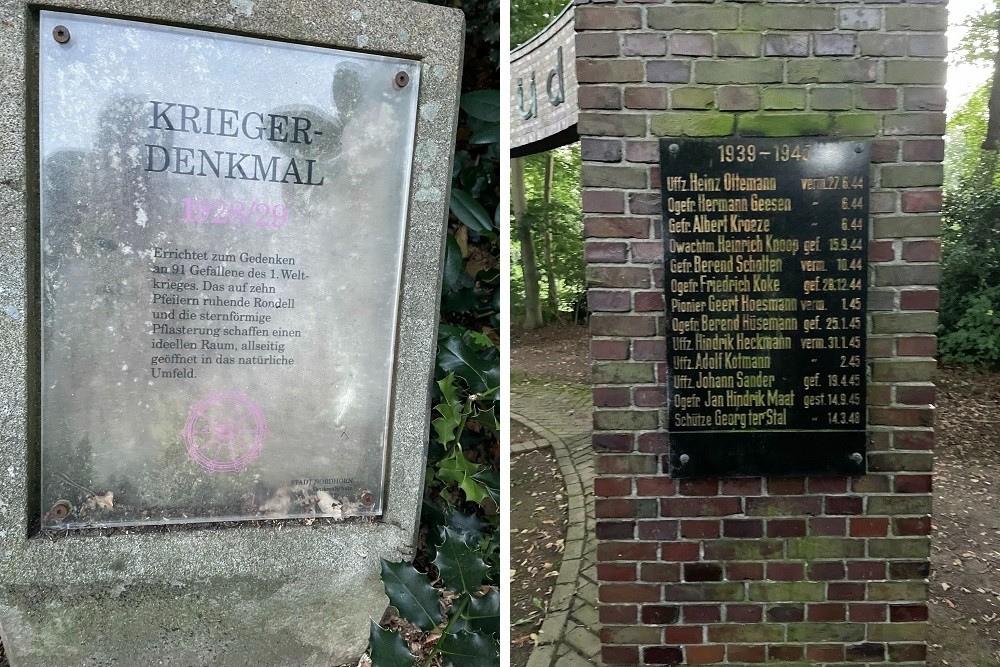 KRIEGER-
DENKMAL
1928/29
Errichtet zum Gedenken
an 91 Gefallene des 1. Welt-
krieges. Das auf zehn
Pfeilern ruhende Rondell
und die sternförmige
Pflasterung schaffen einen
ideellen Raum, allseitig
geöffnet in das natürliche
Umfeld.
STADT NORDHORN
ud
1939-1945
Uffz. Heinz Ottemann verm. 27.6.44
Ogefr. Hermann Geesen " 6.44
Gefr. Albert Kroeze " 6.44
Owachtm. Heinrich Knoop gef. 15.9.44
Gefr. Berend Scholten verm. 10.44
Ogefr. Friedrich Koke gef. 28.12.44
Pionier Geert Hoesmann verm. 1.45
Ogefr. Berend Hüsemann gef. 25.1.45
Uffz. Hindrik Heckmann verm. 31.1.45
Uffz. Adolf Kotmann " 2.45
Uffz. Johann Sander gef. 19.4.45
Ogefr. Jan Hindrik Maat gest. 14.9.45
Schütze Georg ter Stal " 14.3.48